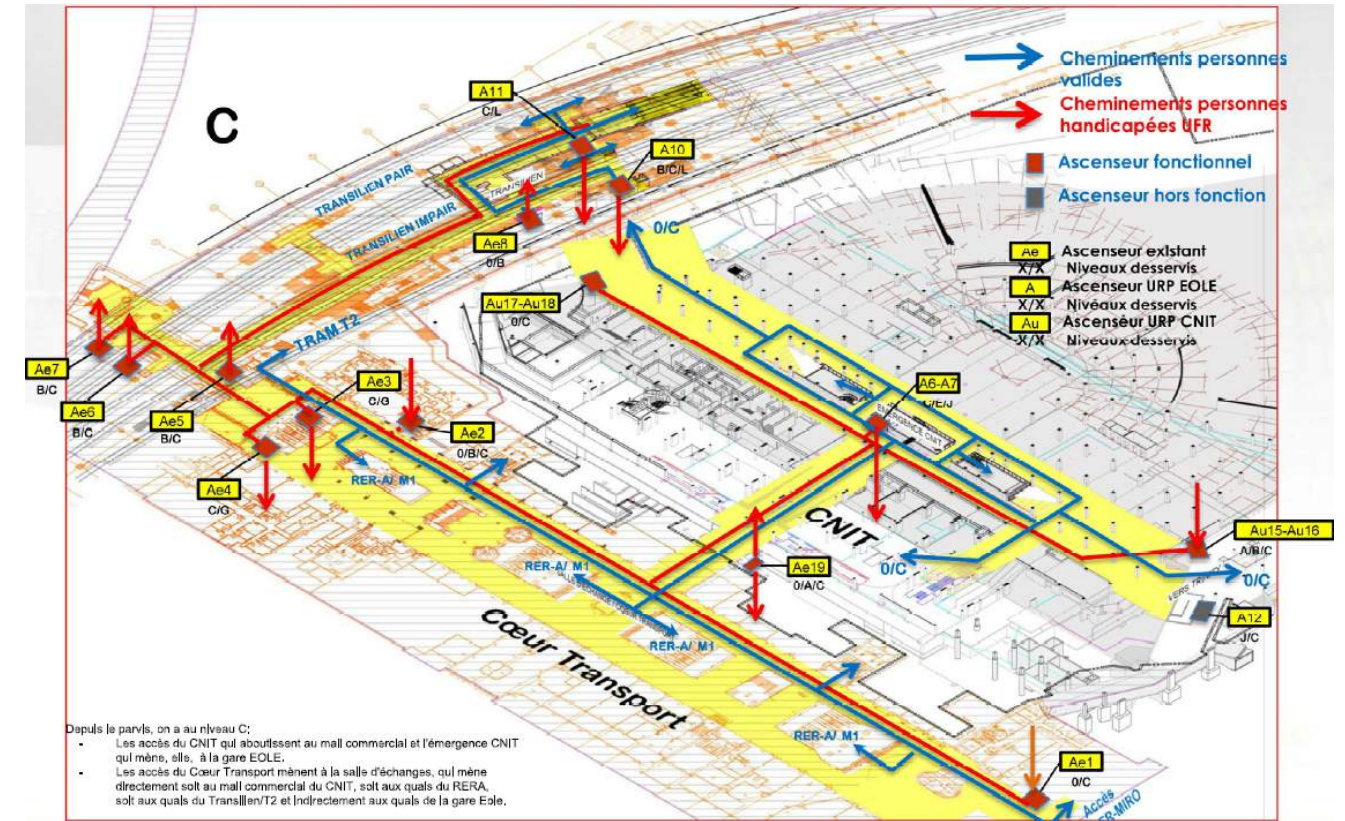 C
Cheminements personnes
valides
Cheminements personnes
handicapées UFR
Ascenseur fonctionnel
Ascenseur hors fonction
Ae Ascenseur existant
X/X Niveaux desservis
A Ascenseur URP EOLE
X/X Niveaux desservis
Au Ascenseur URP CNIT
X/X Niveaux desservis
A11
C/L
A10
B/C/L
TRANSILIEN PAIR
TRANSILIEN
TRANSILIEN IMPAIR
Ae8
0/B
0/C
Au17-Au18
0/C
TRAM T2
Ae7
B/C
Ae6
B/C
Ae5
B/C
Ae3
C/G
Ae2
0/B/C
Ae4
C/G
A6-A7
C/E/J
EMERGENCE CNIT
RER-A/ M1
CNIT
Au15-Au16
A/B/C
0/C
0/C
Ae19
0/A/C
A12
J/C
RER-A/ M1
RER-A/ M1
Cœur Transport
RER-A/ M1
Ae1
0/C
Accès
Depuis le parvis, on a au niveau C:
- Les accès du CNIT qui aboutissent au mail commercial et l'émergence CNIT
qui mène, elle, à la gare EOLE.
- Les accès du Cœur Transport mènent à la salle d'échanges, qui mène
directement soit au mail commercial du CNIT, soit aux quais du RERA,
soit aux quais du Transilien/T2 et indirectement aux quais de la gare Eole.